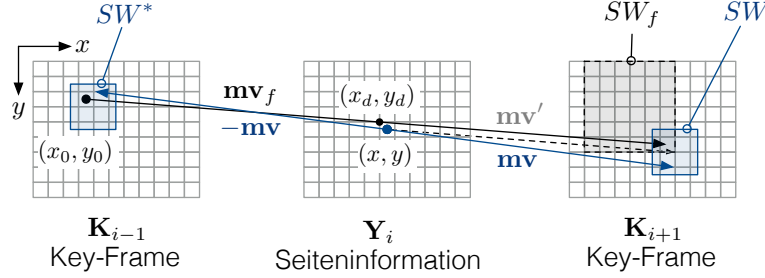 SW*
SW_f
SW
x
y
mv_f
(x_d, y_d)
mv′
−mv
(x_0, y_0)
(x, y)
mv
K_{i−1}
Y_i
K_{i+1}
Key-Frame
Seiteninformation
Key-Frame